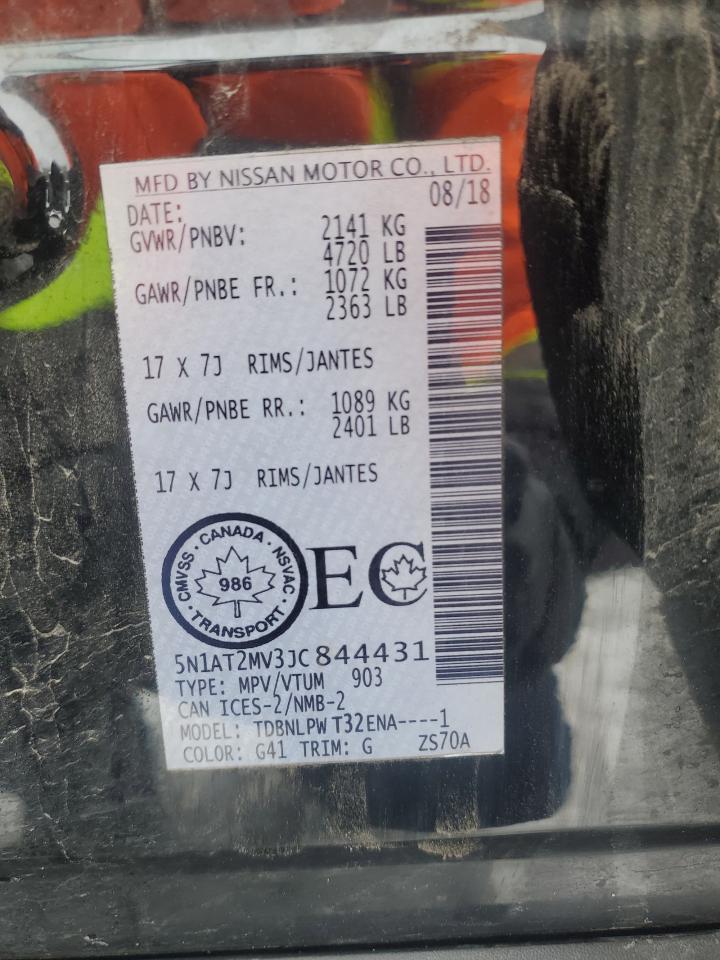 MFD BY NISSAN MOTOR CO., LTD.
DATE: 08/18
GVWR/PNBV: 2141 KG
4720 LB
GAWR/PNBE FR.: 1072 KG
2363 LB
17 X 7J RIMS/JANTES
GAWR/PNBE RR.: 1089 KG
2401 LB
17 X 7J RIMS/JANTES
CMVSS · CANADA · NSVAC
· TRANSPORT ·
986
EC
5N1AT2MV3JC844431
TYPE: MPV/VTUM 903
CAN ICES-2/NMB-2
MODEL: TDBNLPW T32ENA----1
COLOR: G41 TRIM: G ZS70A